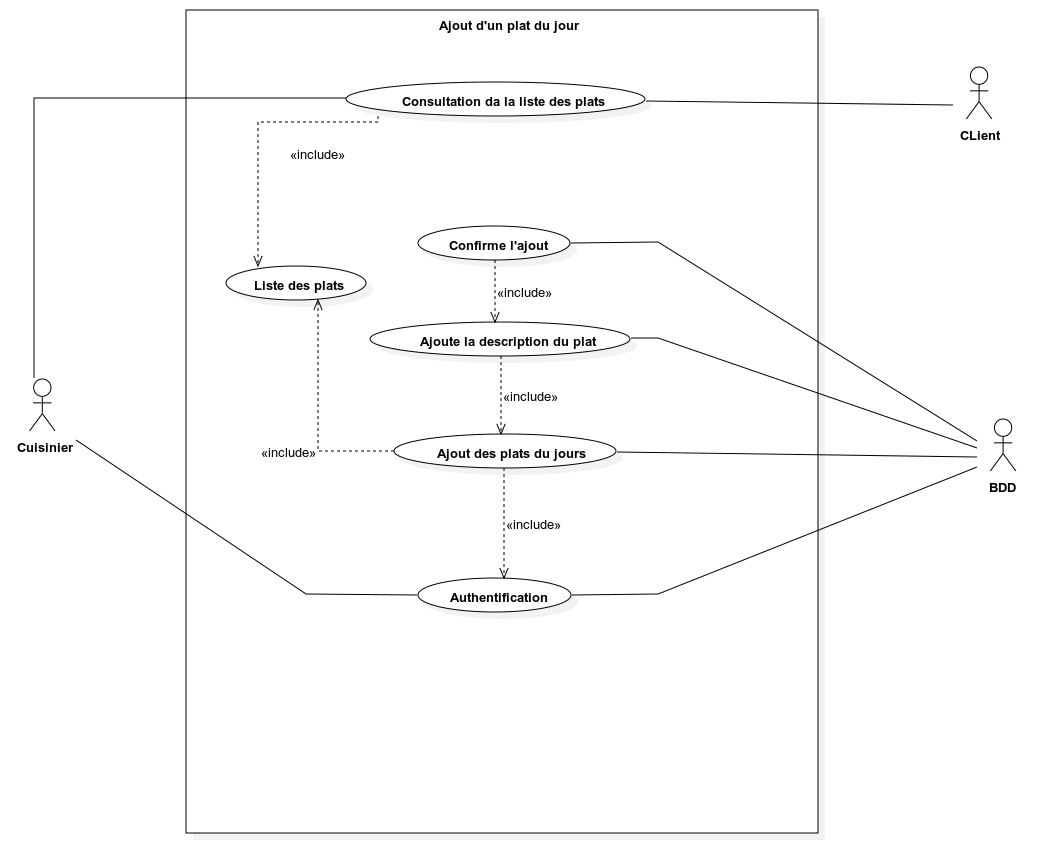 Ajout d'un plat du jour
Consultation da la liste des plats
CLient
«include»
Confirme l'ajout
Liste des plats
«include»
Ajoute la description du plat
«include»
Cuisinier
«include»
Ajout des plats du jours
BDD
«include»
Authentification